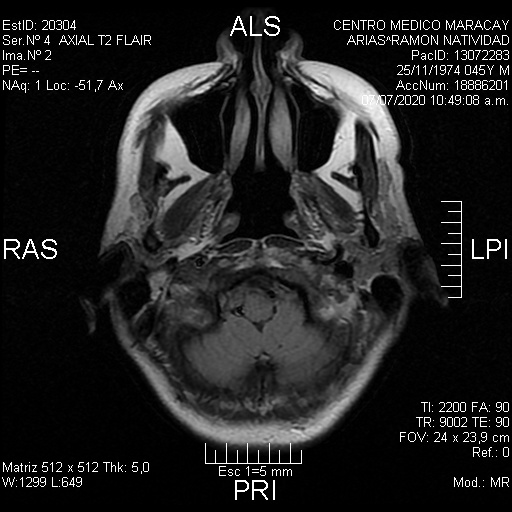 EstID: 20304
Ser.Nº 4 AXIAL T2 FLAIR
Ima.Nº 2
PE= --
NAq: 1 Loc: -51,7 Ax
ALS
CENTRO MEDICO MARACAY
ARIAS^RAMON NATIVIDAD
PacID: 13072283
25/11/1974 045Y M
AccNum: 18886201
07/07/2020 10:49:08 a.m.
RAS
LPI
TI: 2200 FA: 90
TR: 9002 TE: 90
FOV: 24 x 23,9 cm
Ref.: 0
Mod.: MR
Matriz 512 x 512 Thk: 5,0
W:1299 L:649
Esc 1=5 mm
PRI